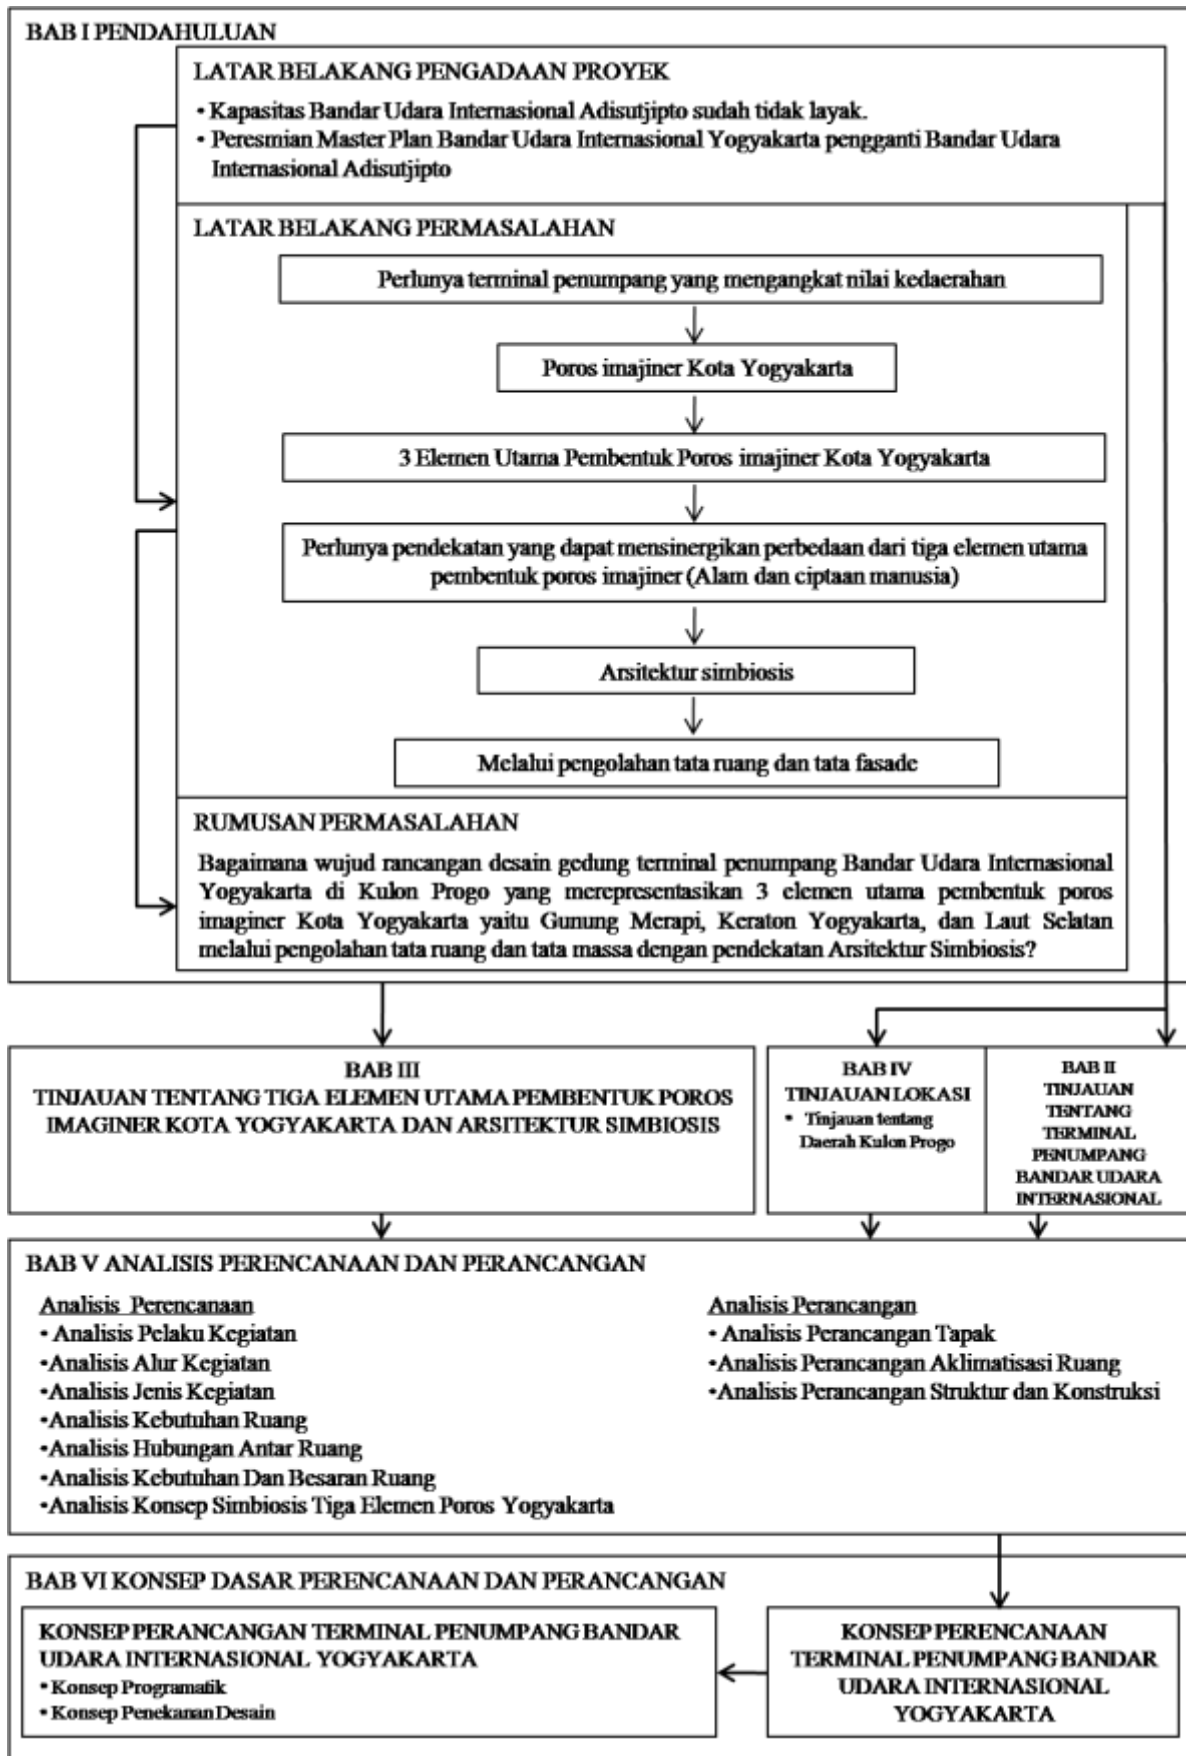 BAB I PENDAHULUAN
LATAR BELAKANG PENGADAAN PROYEK
• Kapasitas Bandar Udara Internasional Adisutjipto sudah tidak layak.
• Peresmian Master Plan Bandar Udara Internasional Yogyakarta pengganti Bandar Udara
Internasional Adisutjipto
LATAR BELAKANG PERMASALAHAN
Perlunya terminal penumpang yang mengangkat nilai kedaerahan
Poros imajiner Kota Yogyakarta
3 Elemen Utama Pembentuk Poros imajiner Kota Yogyakarta
Perlunya pendekatan yang dapat mensinergikan perbedaan dari tiga elemen utama
pembentuk poros imajiner (Alam dan ciptaan manusia)
Arsitektur simbiosis
Melalui pengolahan tata ruang dan tata fasade
RUMUSAN PERMASALAHAN
Bagaimana wujud rancangan desain gedung terminal penumpang Bandar Udara Internasional
Yogyakarta di Kulon Progo yang merepresentasikan 3 elemen utama pembentuk poros
imaginer Kota Yogyakarta yaitu Gunung Merapi, Keraton Yogyakarta, dan Laut Selatan
melalui pengolahan tata ruang dan tata massa dengan pendekatan Arsitektur Simbiosis?
BAB III
TINJAUAN TENTANG TIGA ELEMEN UTAMA PEMBENTUK POROS
IMAGINER KOTA YOGYAKARTA DAN ARSITEKTUR SIMBIOSIS
BAB IV
TINJAUAN LOKASI
• Tinjauan tentang
Daerah Kulon Progo
BAB II
TINJAUAN
TENTANG
TERMINAL
PENUMPANG
BANDAR UDARA
INTERNASIONAL
BAB V ANALISIS PERENCANAAN DAN PERANCANGAN
Analisis Perencanaan
• Analisis Pelaku Kegiatan
•Analisis Alur Kegiatan
•Analisis Jenis Kegiatan
•Analisis Kebutuhan Ruang
•Analisis Hubungan Antar Ruang
•Analisis Kebutuhan Dan Besaran Ruang
•Analisis Konsep Simbiosis Tiga Elemen Poros Yogyakarta
Analisis Perancangan
• Analisis Perancangan Tapak
•Analisis Perancangan Aklimatisasi Ruang
•Analisis Perancangan Struktur dan Konstruksi
BAB VI KONSEP DASAR PERENCANAAN DAN PERANCANGAN
KONSEP PERANCANGAN TERMINAL PENUMPANG BANDAR
UDARA INTERNASIONAL YOGYAKARTA
• Konsep Programatik
• Konsep Penekanan Desain
KONSEP PERENCANAAN
TERMINAL PENUMPANG BANDAR
UDARA INTERNASIONAL
YOGYAKARTA